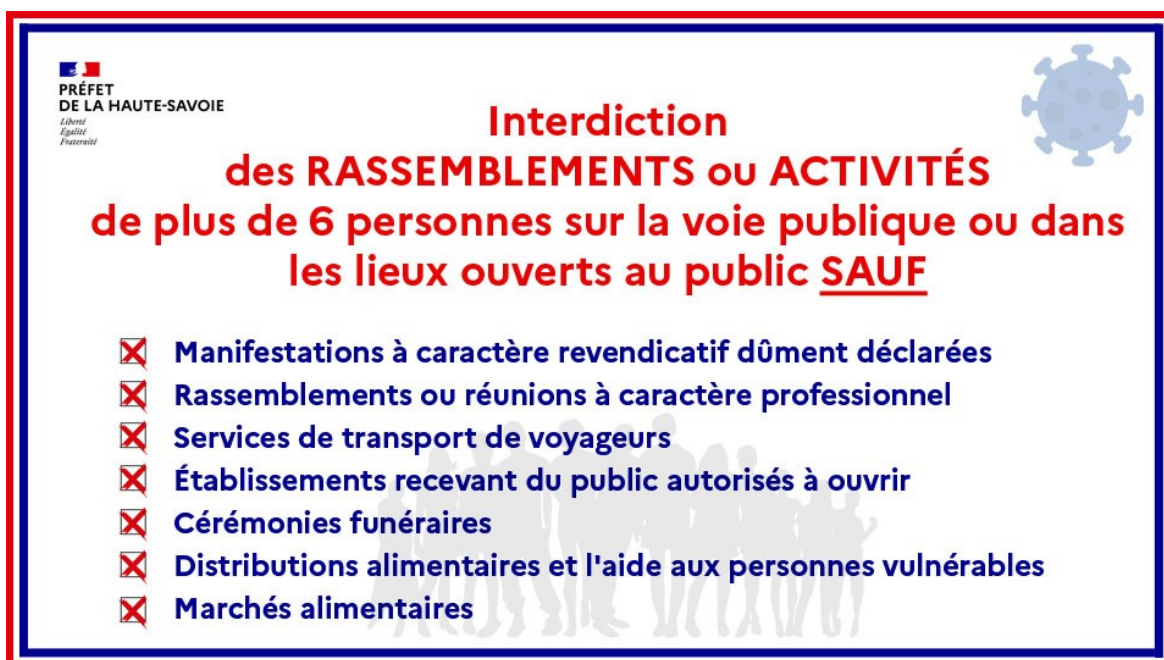 PRÉFET
DE LA HAUTE-SAVOIE
Liberté
Égalité
Fraternité
Interdiction
des RASSEMBLEMENTS ou ACTIVITÉS
de plus de 6 personnes sur la voie publique ou dans
les lieux ouverts au public SAUF
Manifestations à caractère revendicatif dûment déclarées
Rassemblements ou réunions à caractère professionnel
Services de transport de voyageurs
Établissements recevant du public autorisés à ouvrir
Cérémonies funéraires
Distributions alimentaires et l'aide aux personnes vulnérables
Marchés alimentaires